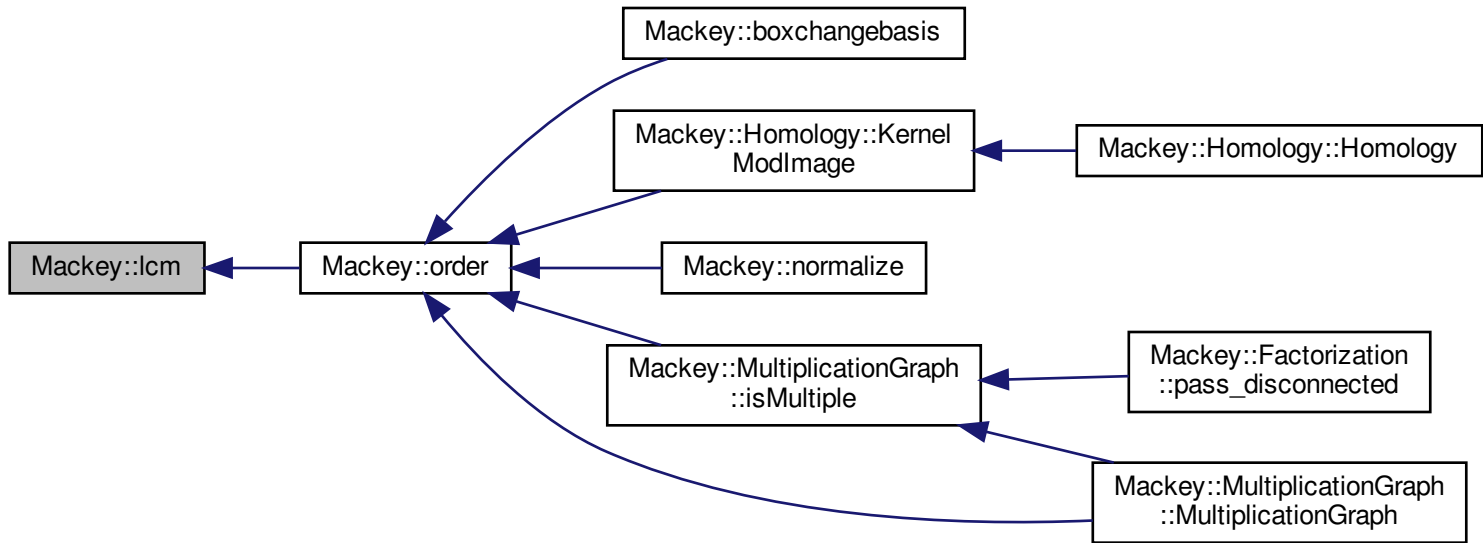 Mackey::boxchangebasis
Mackey::Homology::Kernel
ModImage
Mackey::Homology::Homology
Mackey::lcm
Mackey::order
Mackey::normalize
Mackey::MultiplicationGraph
::isMultiple
Mackey::Factorization
::pass_disconnected
Mackey::MultiplicationGraph
::MultiplicationGraph